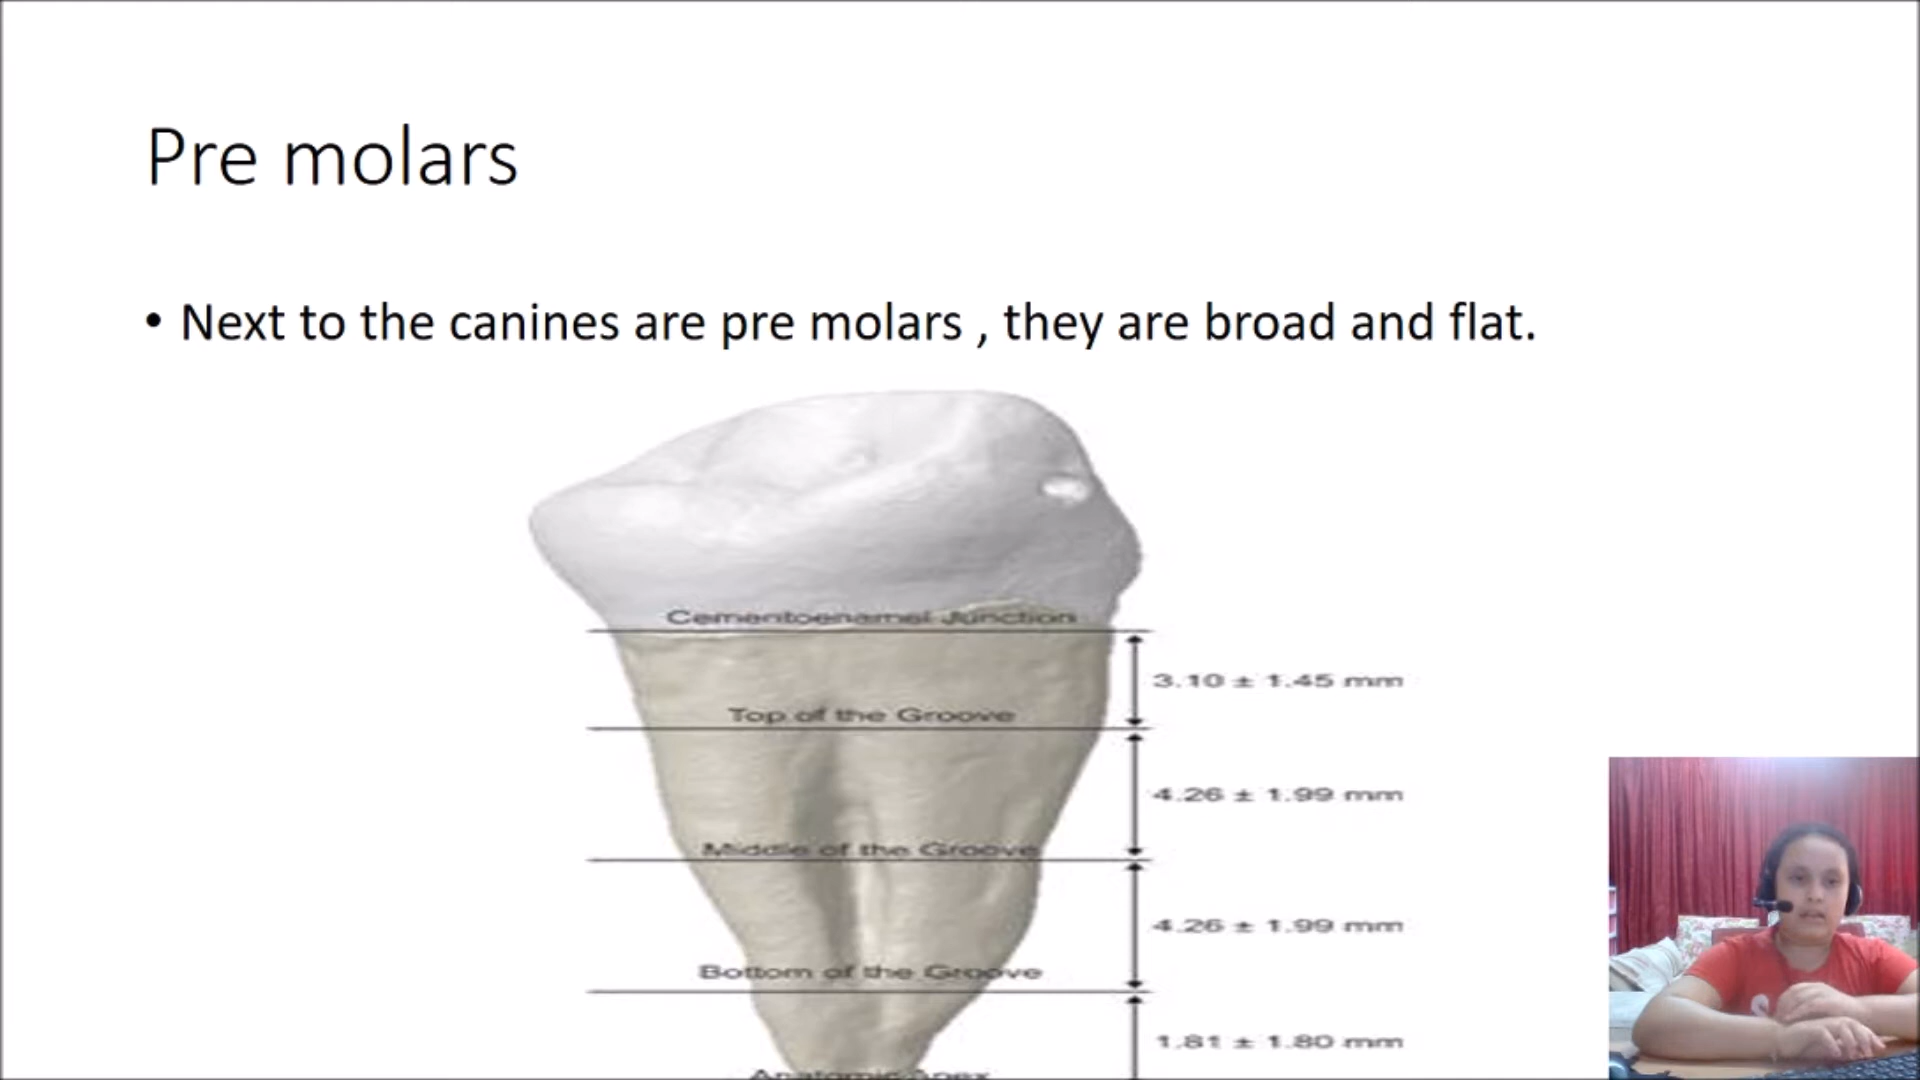 Pre molars
• Next to the canines are pre molars , they are broad and flat.
Cementoenamel Junction
3.10 ± 1.45 mm
Top of the Groove
4.26 ± 1.99 mm
Middle of the Groove
4.26 ± 1.99 mm
Bottom of the Groove
1.81 ± 1.80 mm
Anatomic Apex